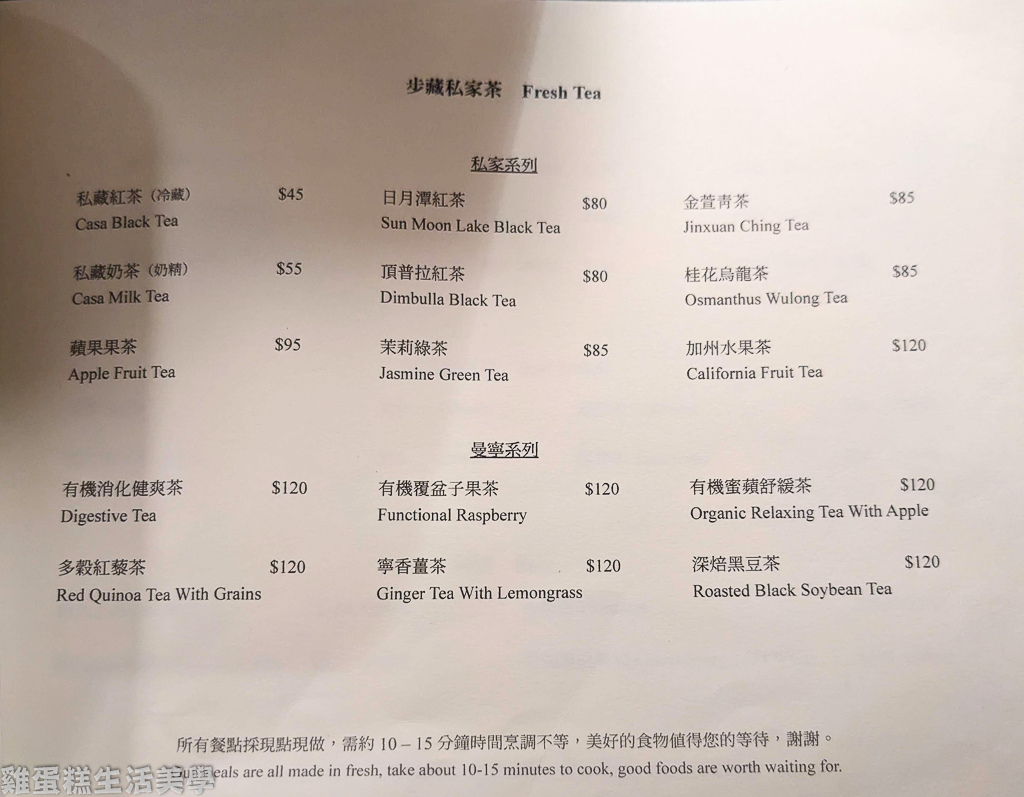 步藏私家茶 Fresh Tea
私家系列
私藏紅茶（冷藏） $45
Casa Black Tea
日月潭紅茶 $80
Sun Moon Lake Black Tea
金萱青茶 $85
Jinxuan Ching Tea
私藏奶茶（奶精） $55
Casa Milk Tea
頂普拉紅茶 $80
Dimbulla Black Tea
桂花烏龍茶 $85
Osmanthus Wulong Tea
蘋果果茶 $95
Apple Fruit Tea
茉莉綠茶 $85
Jasmine Green Tea
加州水果茶 $120
California Fruit Tea
曼寧系列
有機消化健爽茶 $120
Digestive Tea
有機覆盆子果茶 $120
Functional Raspberry
有機蜜蘋舒緩茶 $120
Organic Relaxing Tea With Apple
多穀紅藜茶 $120
Red Quinoa Tea With Grains
寧香薑茶 $120
Ginger Tea With Lemongrass
深焙黑豆茶 $120
Roasted Black Soybean Tea
所有餐點採現點現做，需約 10 – 15 分鐘時間烹調不等，美好的食物值得您的等待，謝謝。
are all made in fresh, take about 10-15 minutes to cook, good foods are worth waiting for.
雞蛋糕生活美學